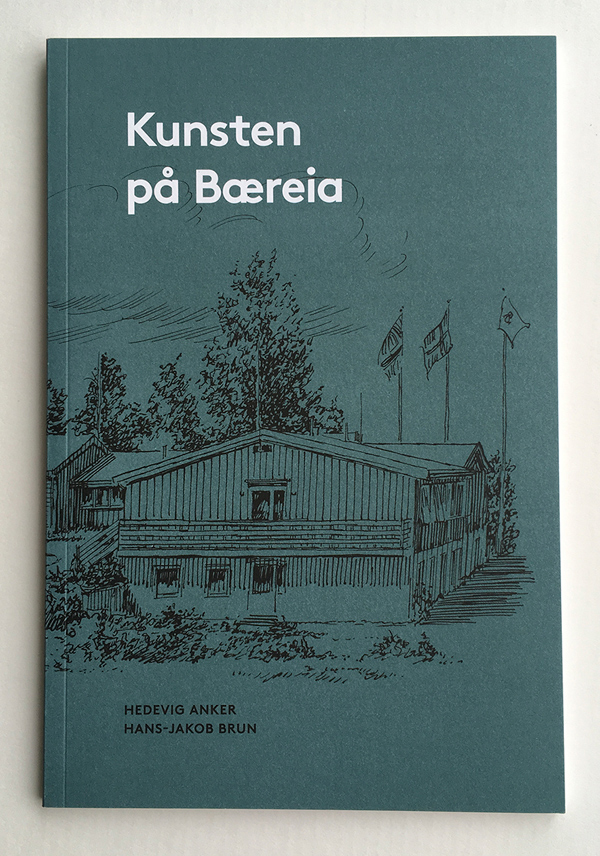 Kunsten
på Bæreia
HEDEVIG ANKER
HANS-JAKOB BRUN